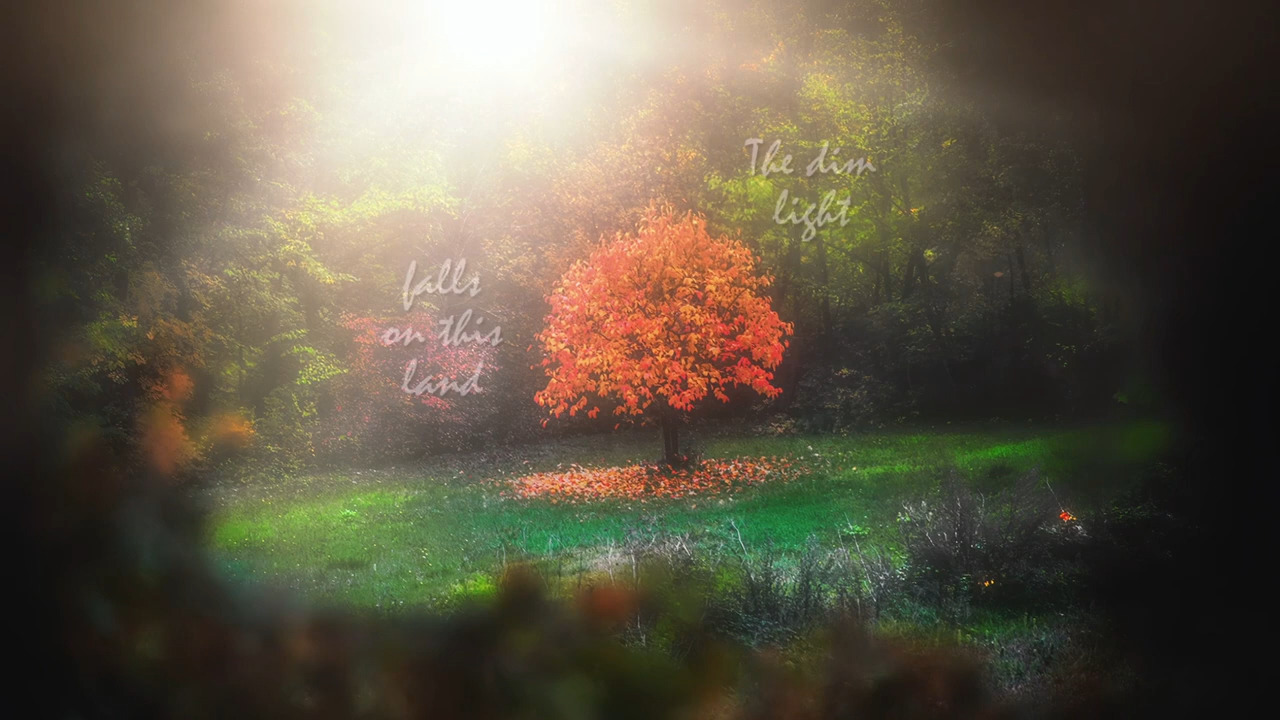 The dim
light
falls
on this
land